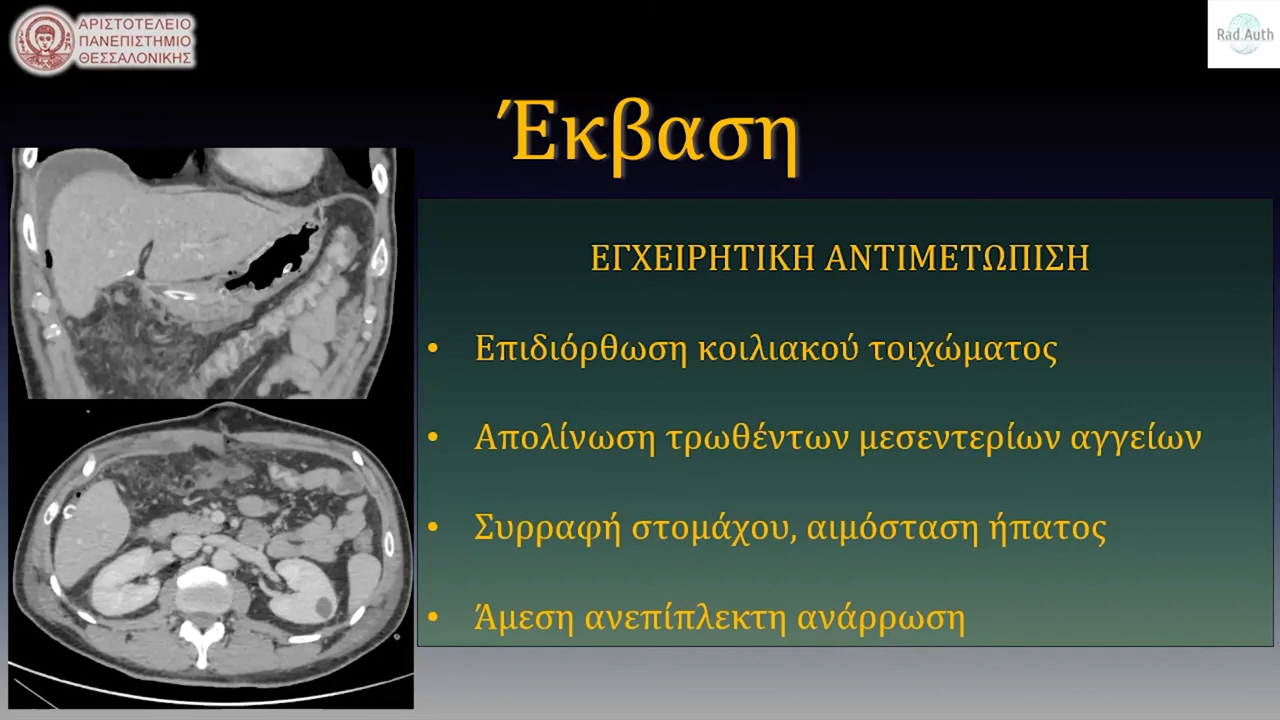 ΑΡΙΣΤΟΤΕΛΕΙΟ
ΠΑΝΕΠΙΣΤΗΜΙΟ
ΘΕΣΣΑΛΟΝΙΚΗΣ
Rad.Auth
Έκβαση
ΕΓΧΕΙΡΗΤΙΚΗ ΑΝΤΙΜΕΤΩΠΙΣΗ
• Επιδιόρθωση κοιλιακού τοιχώματος
• Απολίνωση τρωθέντων μεσεντερίων αγγείων
• Συρραφή στομάχου, αιμόσταση ήπατος
• Άμεση ανεπίπλεκτη ανάρρωση